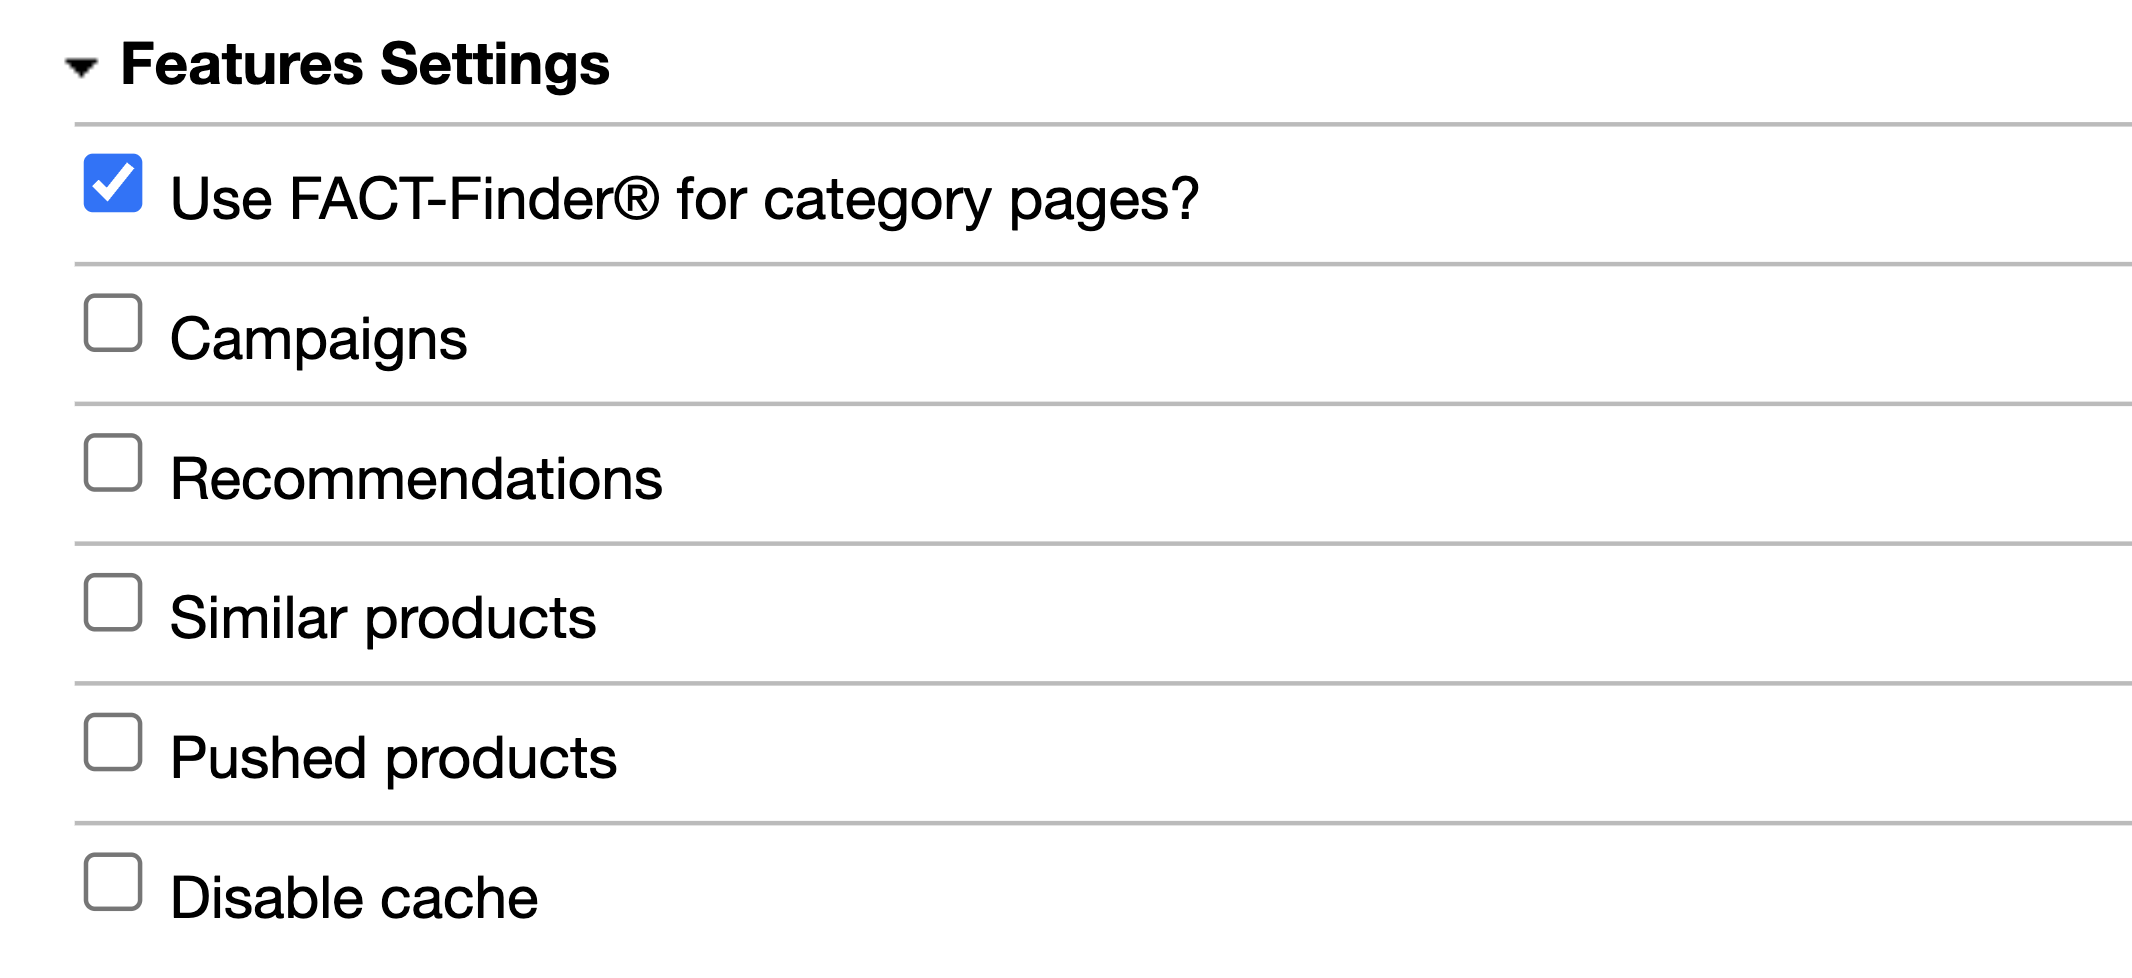 Features Settings
Use FACT-Finder® for category pages?
Campaigns
Recommendations
Similar products
Pushed products
Disable cache